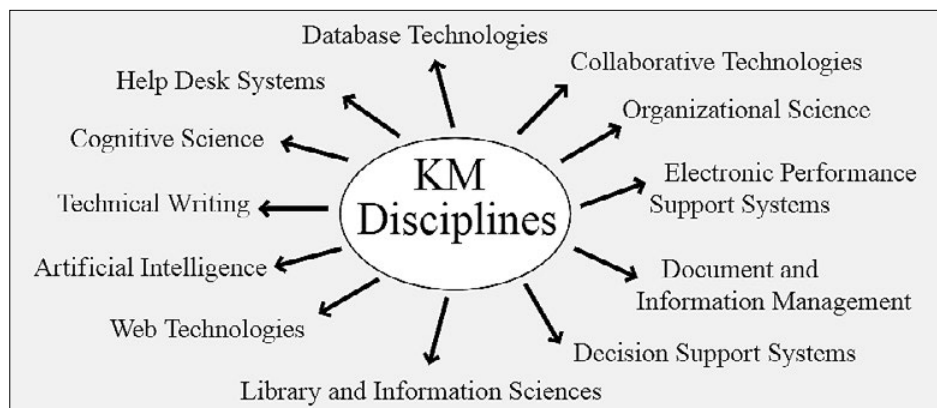 Database Technologies
Collaborative Technologies
Help Desk Systems
Organizational Science
Cognitive Science
KM
Disciplines
Electronic Performance
Support Systems
Technical Writing
Artificial Intelligence
Document and
Information Management
Web Technologies
Decision Support Systems
Library and Information Sciences